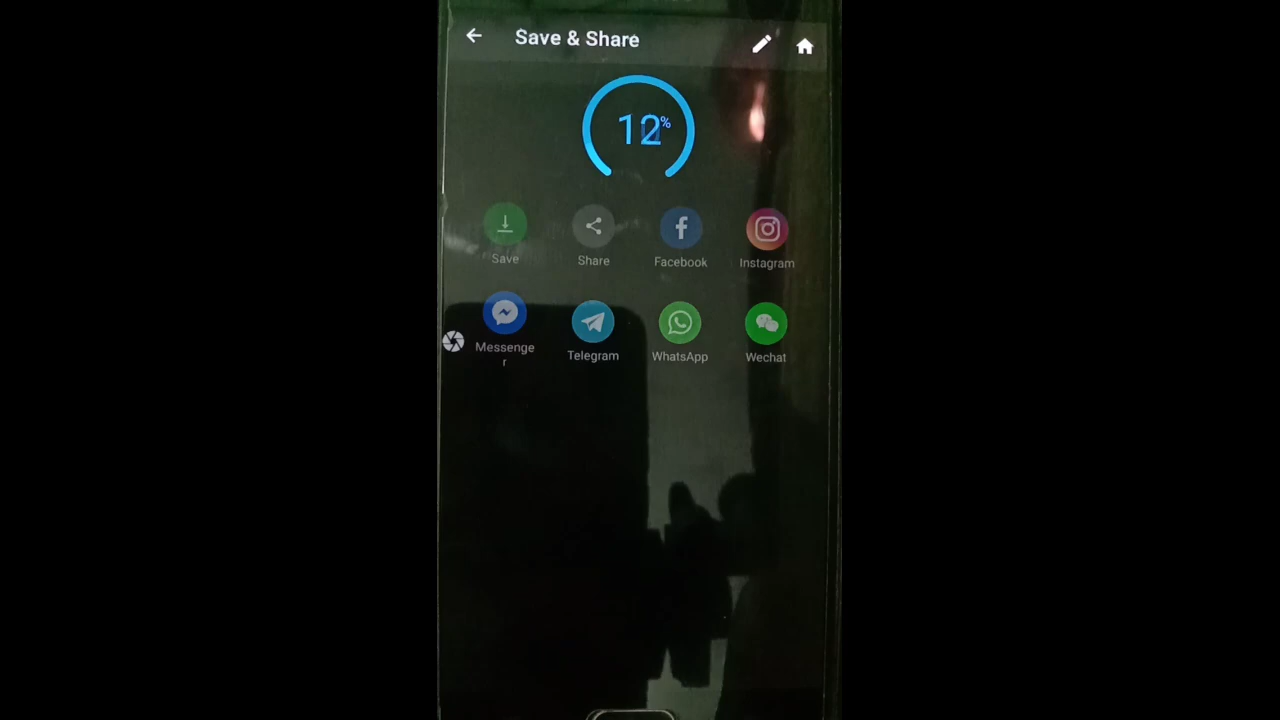 Save & Share
12%
Save Share Facebook Instagram
Messenge
r
Telegram WhatsApp Wechat